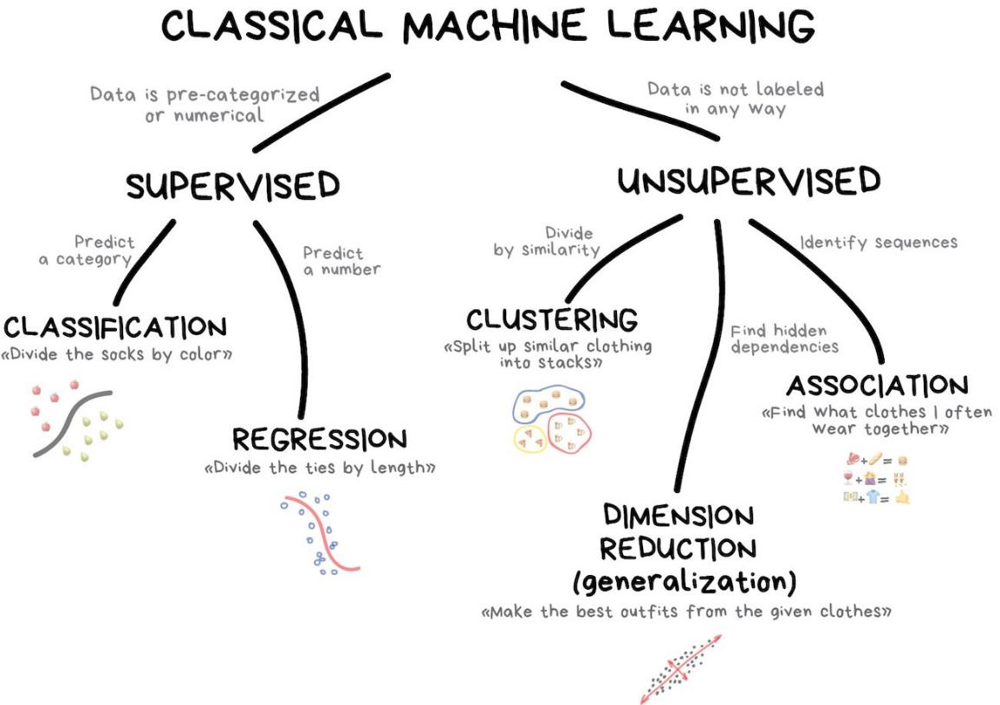 CLASSICAL MACHINE LEARNING
Data is pre-categorized
or numerical
Data is not labeled
in any way
SUPERVISED
UNSUPERVISED
Predict
a category
Predict
a number
Divide
by similarity
Identify sequences
CLASSIFICATION
«Divide the socks by color»
CLUSTERING
«Split up similar clothing
into stacks»
Find hidden
dependencies
ASSOCIATION
«Find what clothes I often
wear together»
REGRESSION
«Divide the ties by length»
+ =
+ =
+ =
DIMENSION
REDUCTION
(generalization)
«Make the best outfits from the given clothes»